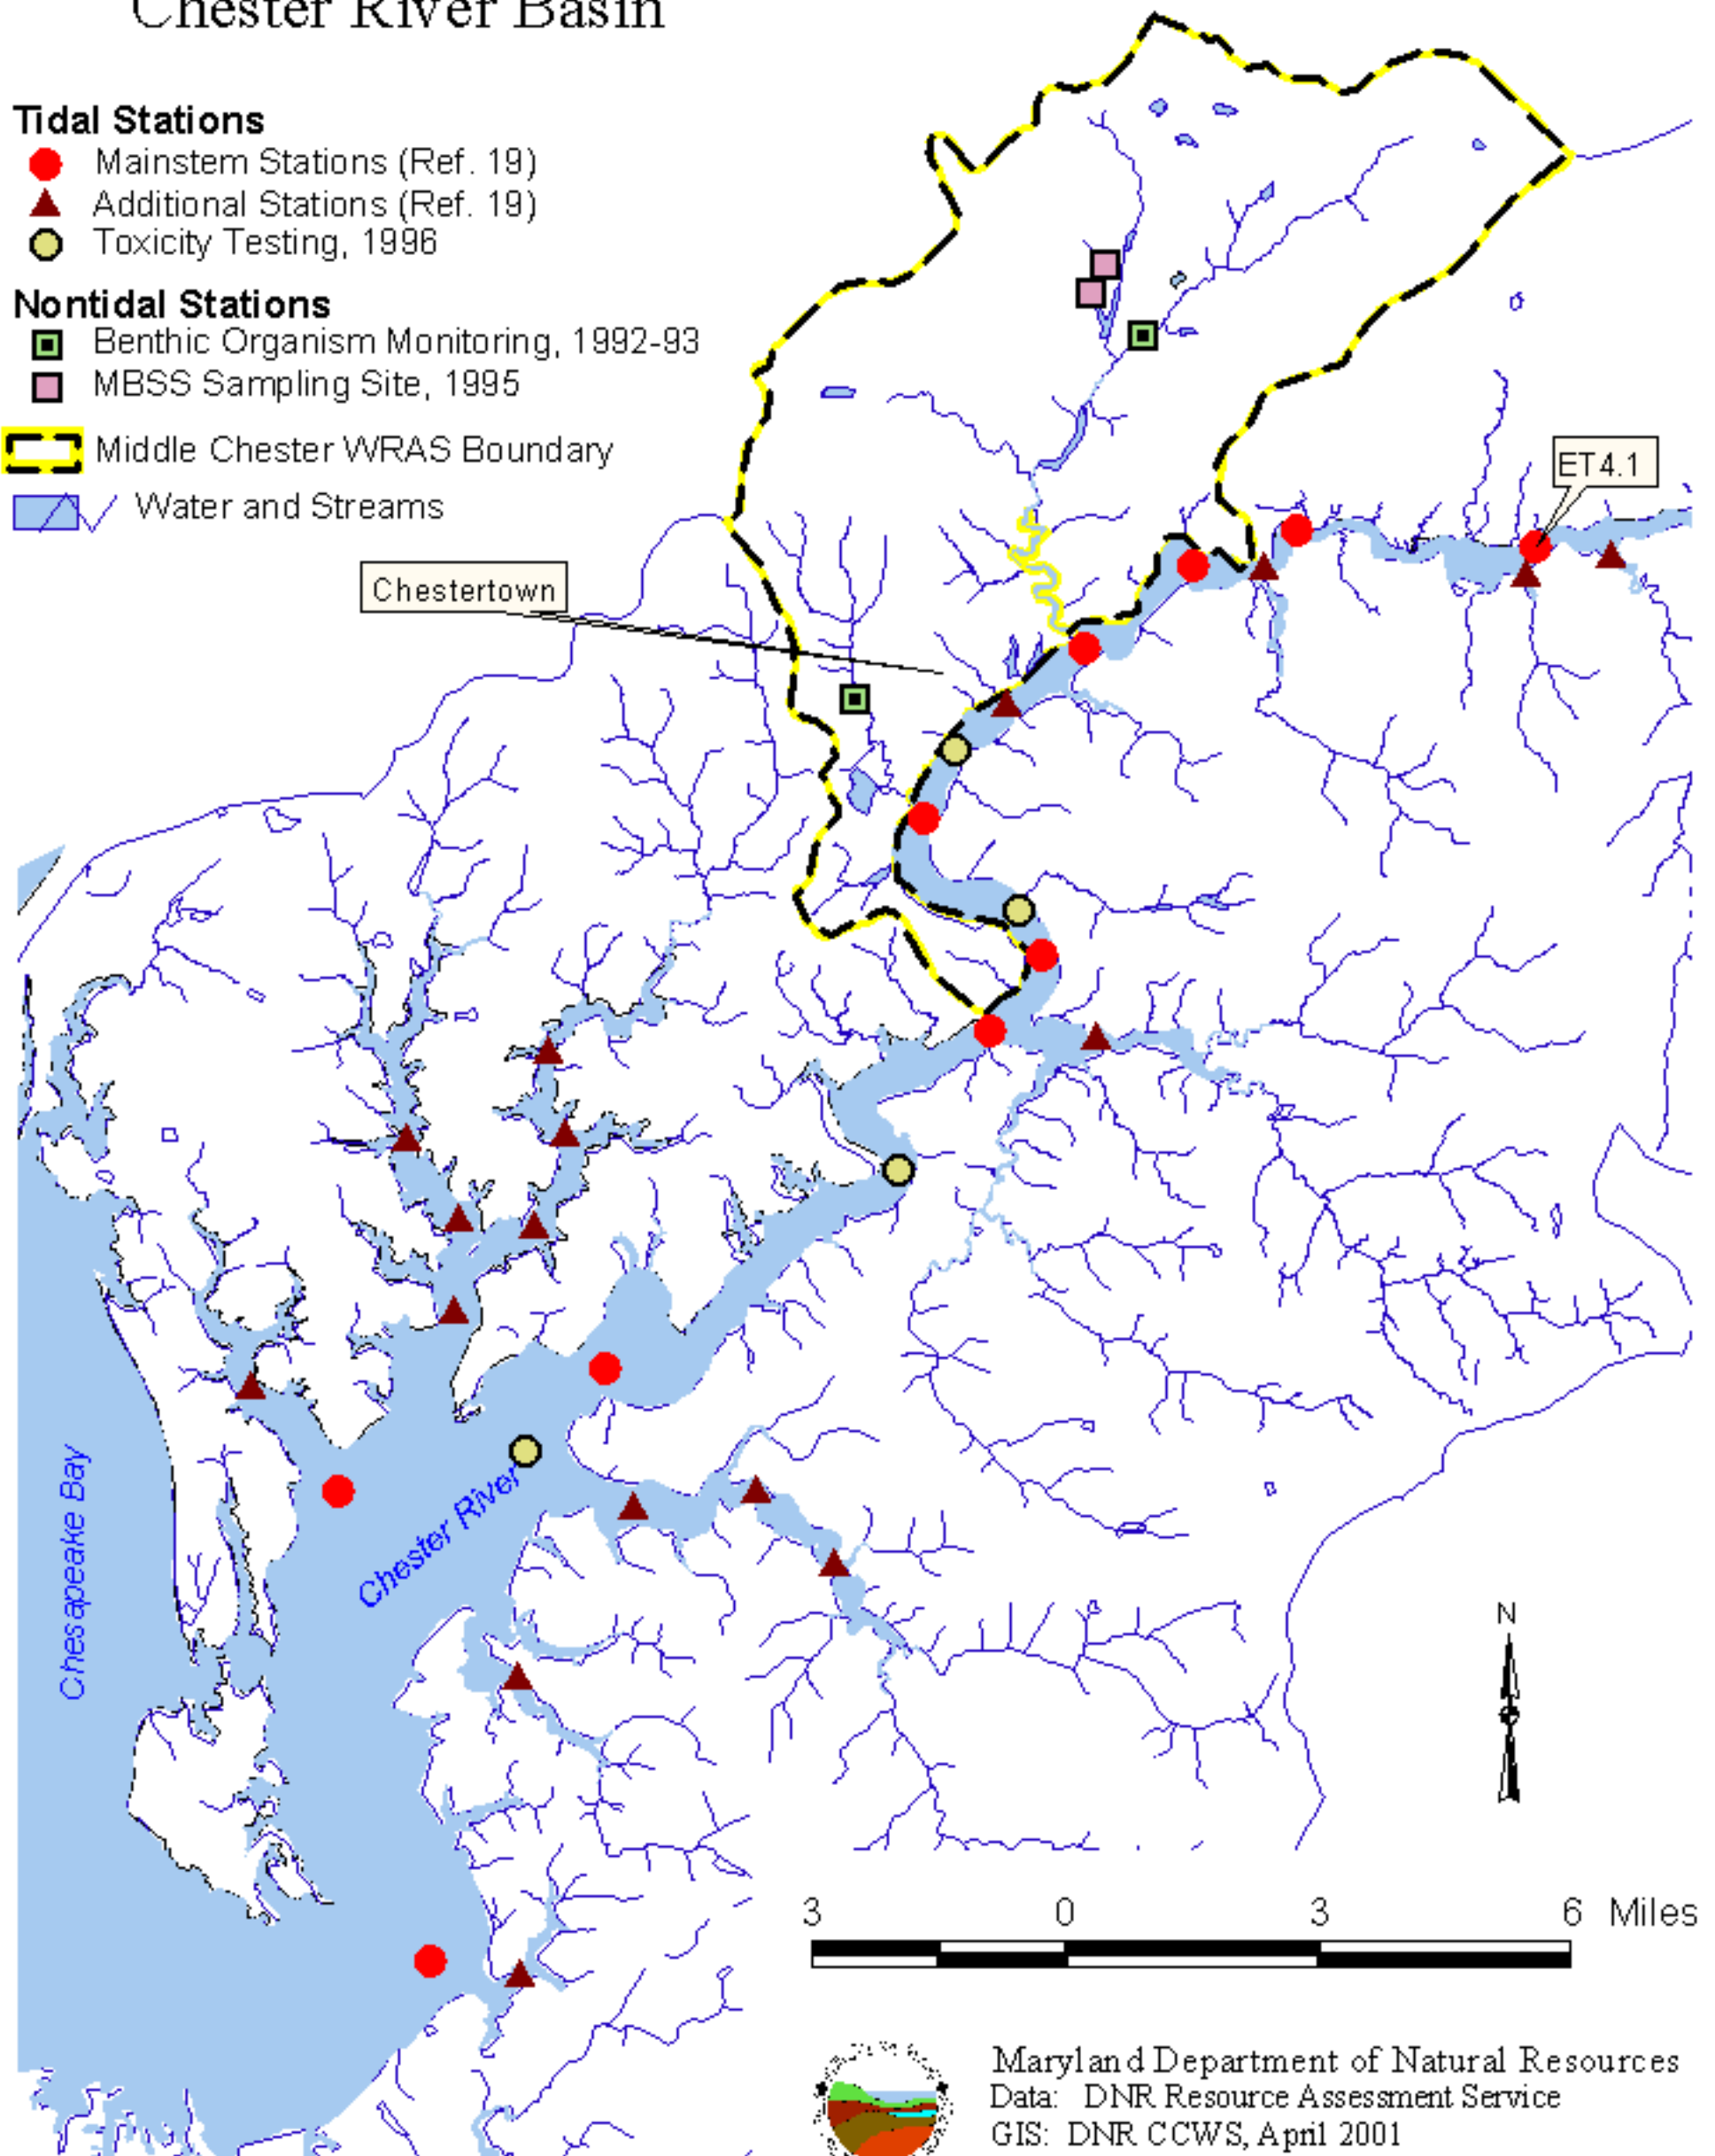 Chester River Basin
Tidal Stations
Mainstem Stations (Ref. 19)
Additional Stations (Ref. 19)
Toxicity Testing, 1996
Nontidal Stations
Benthic Organism Monitoring, 1992-93
MBSS Sampling Site, 1995
Middle Chester WRAS Boundary
Water and Streams
ET4.1
Chestertown
Chesapeake Bay
Chester River
N
3 0 3 6 Miles
Maryland Department of Natural Resources
Data: DNR Resource Assessment Service
GIS: DNR CCWS, April 2001